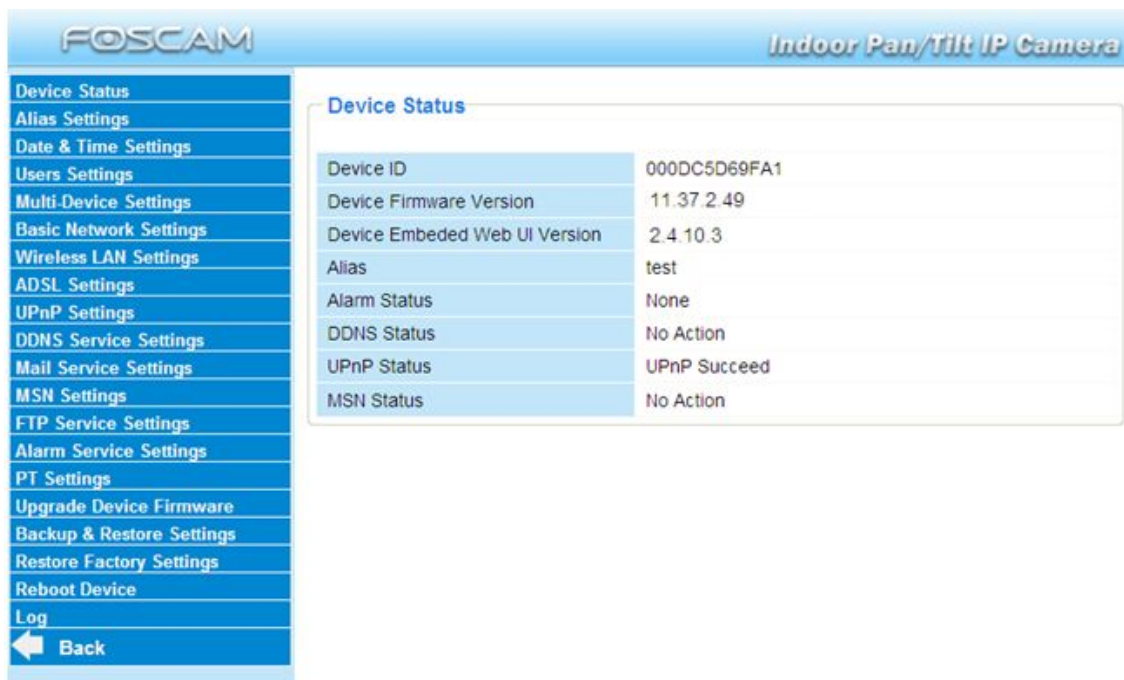 FOSCAM
Indoor Pan/Tilt IP Camera
Device Status
Alias Settings
Date & Time Settings
Users Settings
Multi-Device Settings
Basic Network Settings
Wireless LAN Settings
ADSL Settings
UPnP Settings
DDNS Service Settings
Mail Service Settings
MSN Settings
FTP Service Settings
Alarm Service Settings
PT Settings
Upgrade Device Firmware
Backup & Restore Settings
Restore Factory Settings
Reboot Device
Log
Back
Device Status
Device ID 000DC5D69FA1
Device Firmware Version 11.37.2.49
Device Embeded Web UI Version 2.4.10.3
Alias test
Alarm Status None
DDNS Status No Action
UPnP Status UPnP Succeed
MSN Status No Action